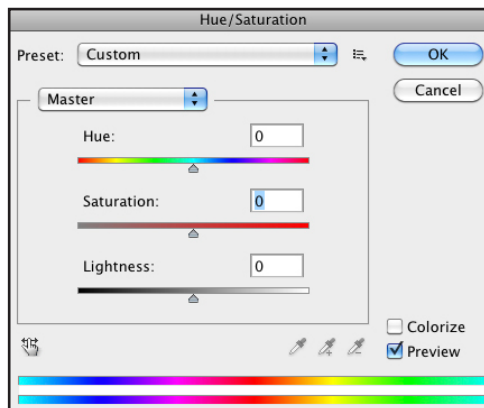 Hue/Saturation
Preset: Custom
OK
Cancel
Master
Hue: 0
Saturation: 0
Lightness: 0
Colorize
Preview